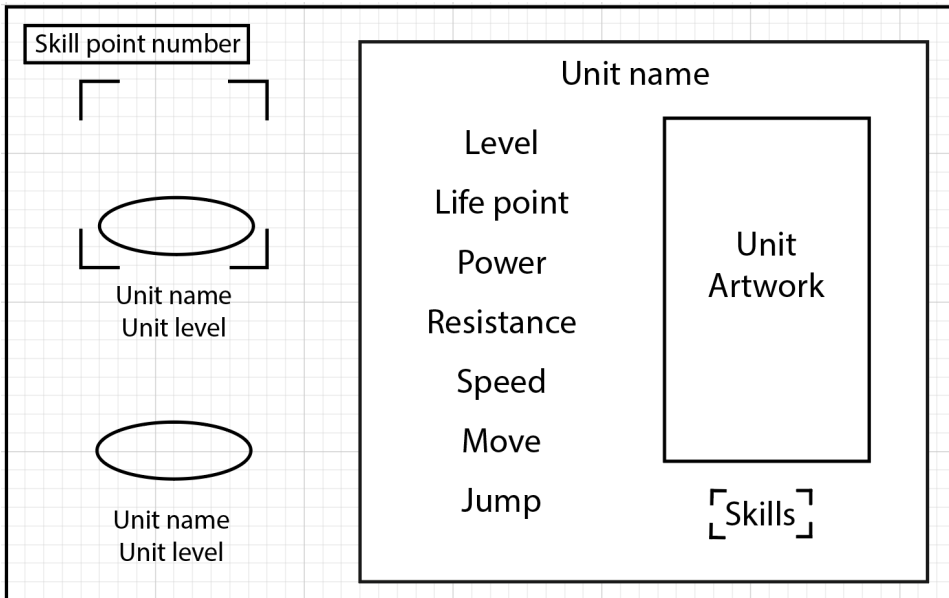 Skill point number
Unit name
Unit level
Unit name
Unit level
Unit name
Level
Life point
Power
Resistance
Speed
Move
Jump
Unit
Artwork
Skills